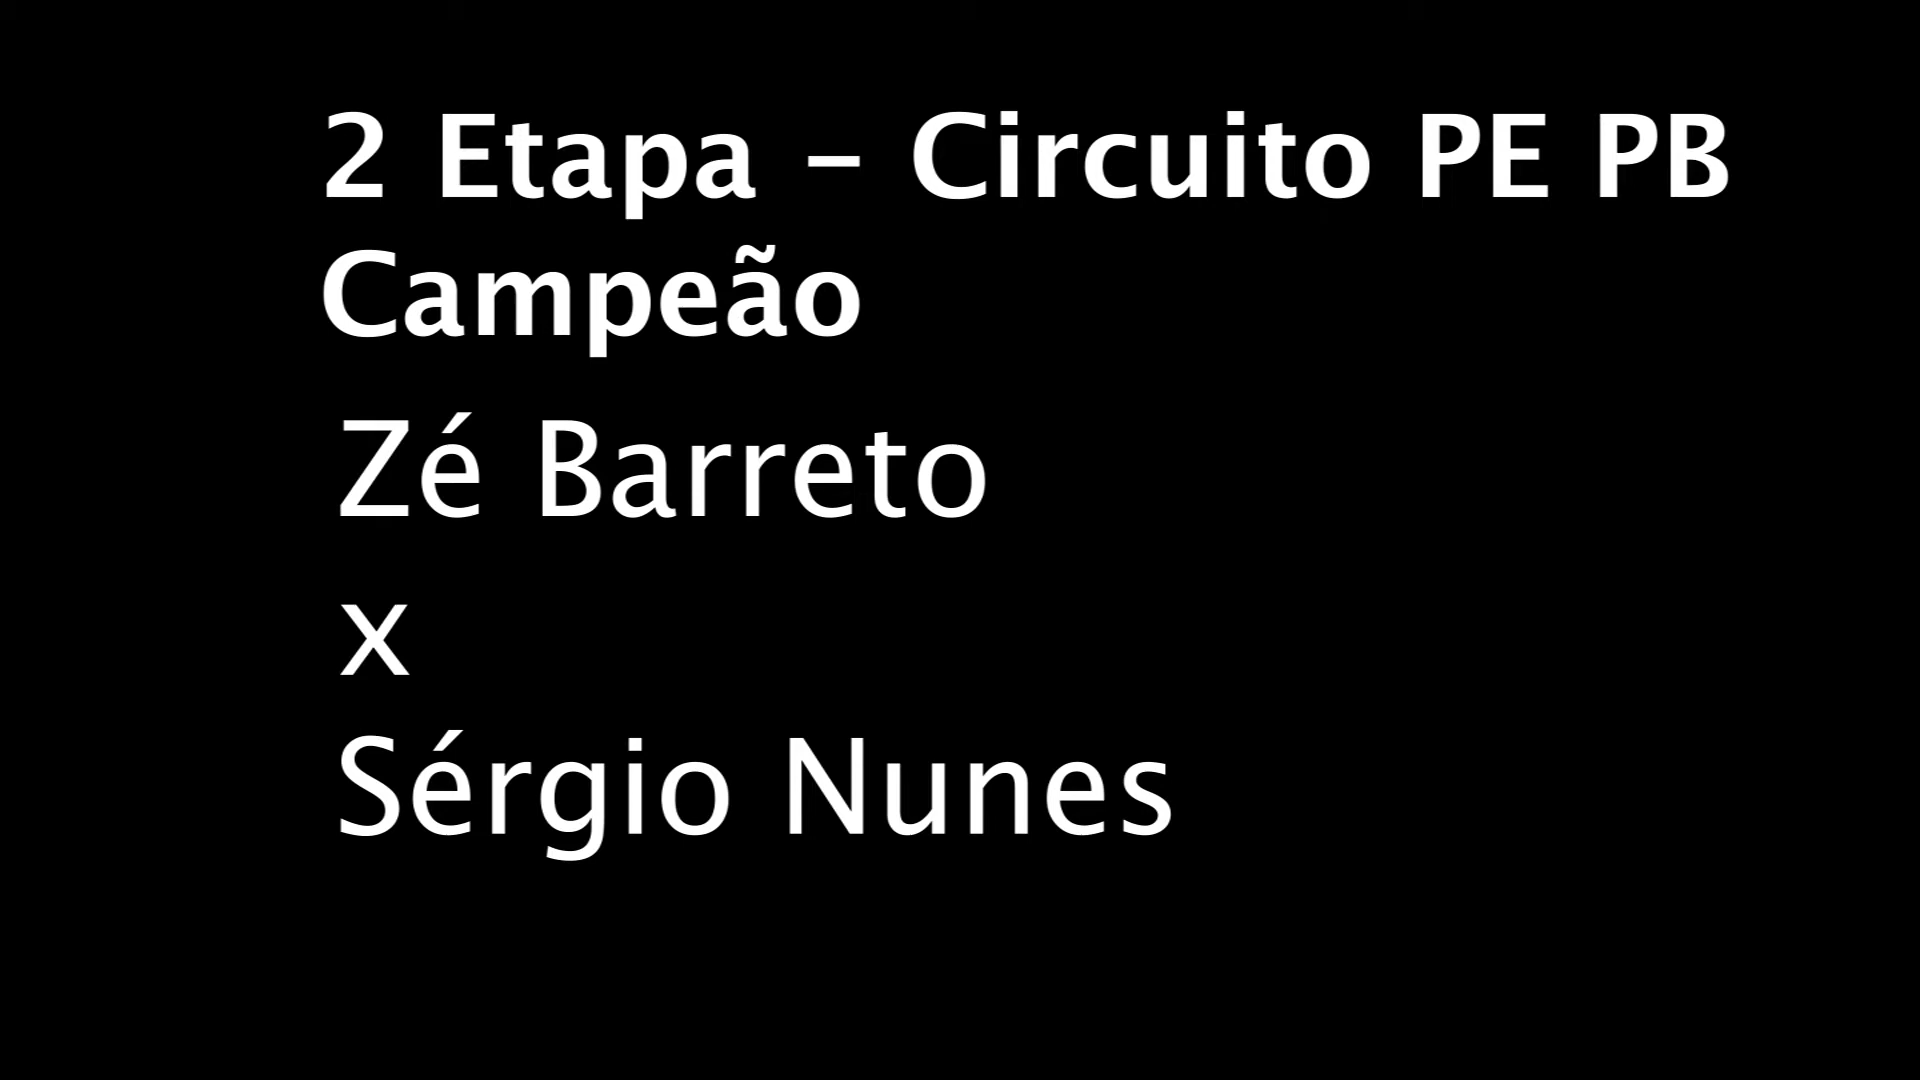 2 Etapa - Circuito PE PB
Campeão
Zé Barreto
x
Sérgio Nunes